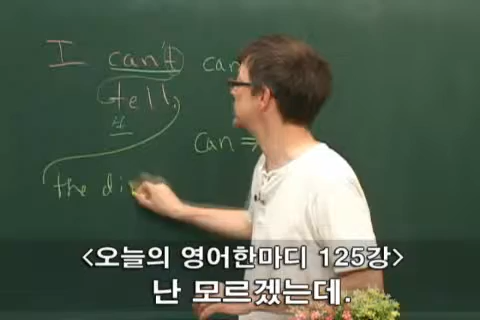 I can't can
tell,
can ⇒
the di
<오늘의 영어한마디 125강>
난 모르겠는데.